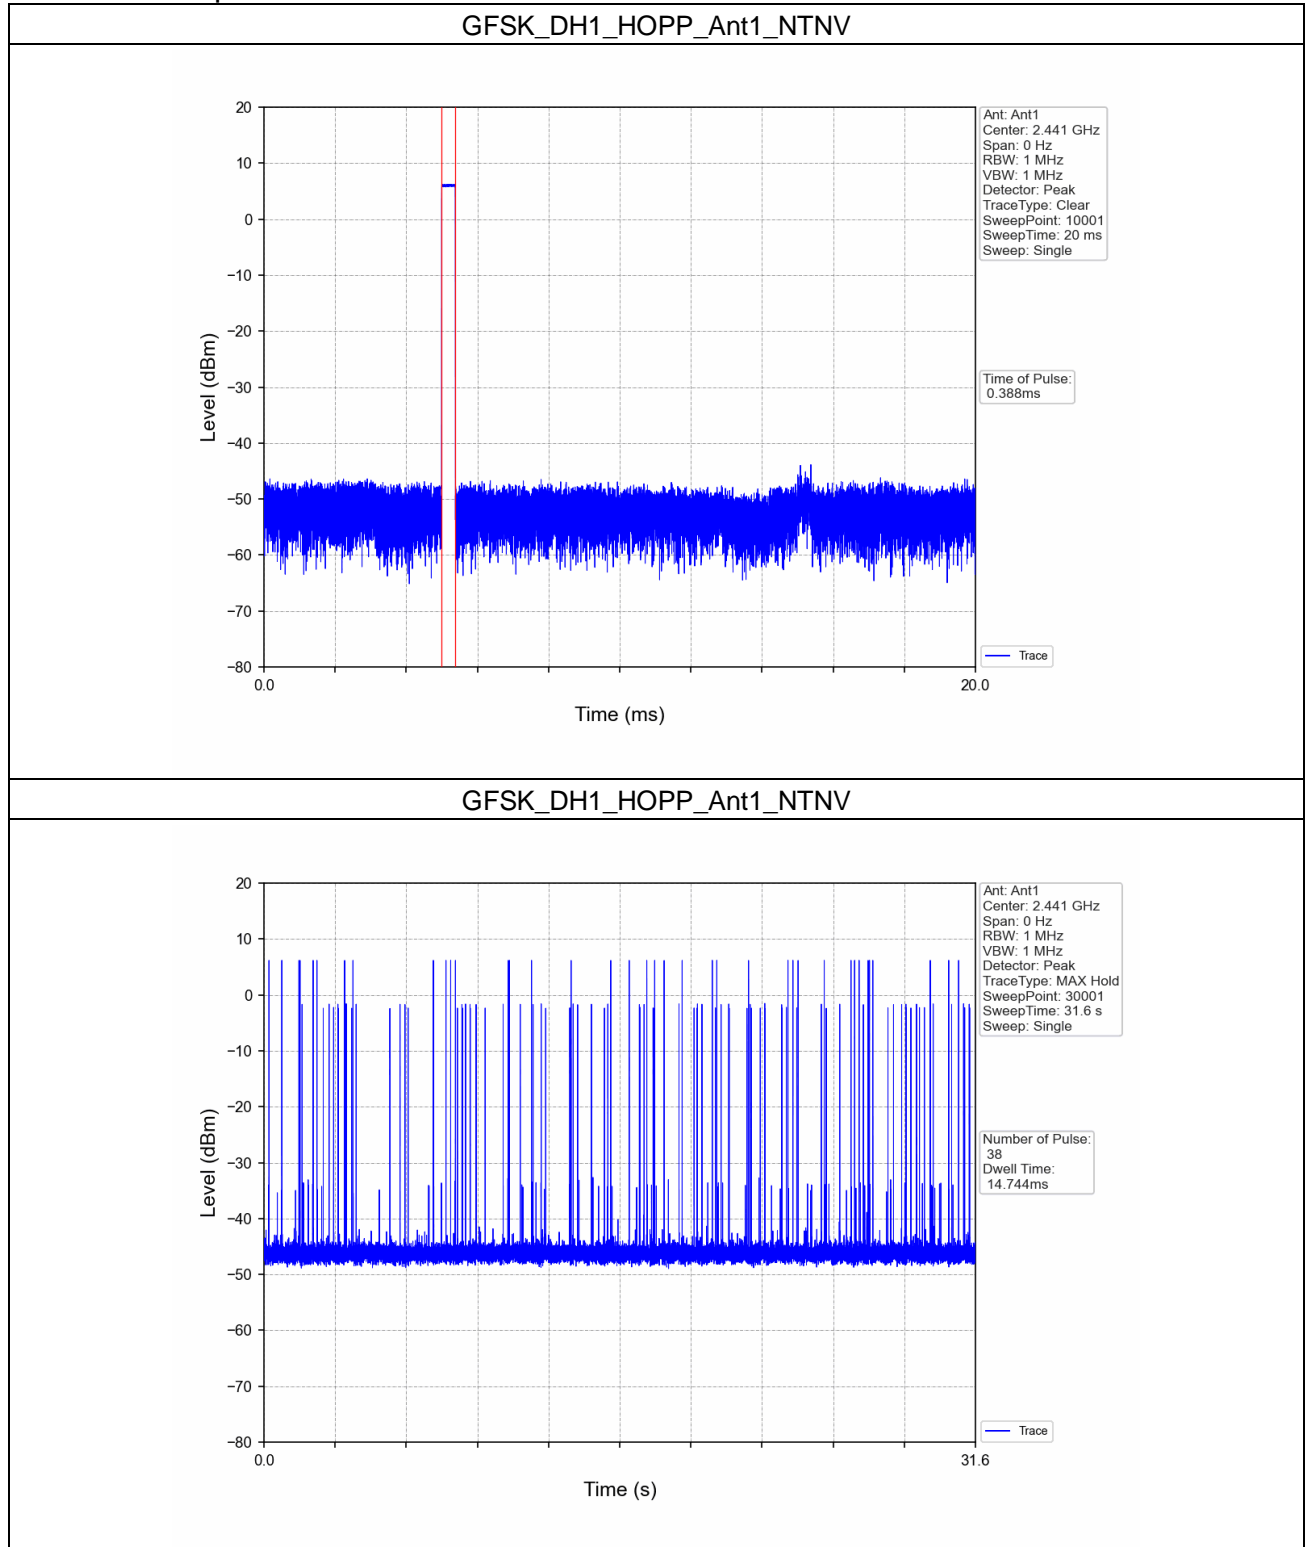 GFSK_DH1_HOPP_Ant1_NTNV
20
10
0
−10
−20
−30
−40
−50
−60
−70
−80
Level (dBm)
0.0
20.0
Time (ms)
Ant: Ant1
Center: 2.441 GHz
Span: 0 Hz
RBW: 1 MHz
VBW: 1 MHz
Detector: Peak
TraceType: Clear
SweepPoint: 10001
SweepTime: 20 ms
Sweep: Single
Time of Pulse:
0.388ms
Trace
GFSK_DH1_HOPP_Ant1_NTNV
20
10
0
−10
−20
−30
−40
−50
−60
−70
−80
Level (dBm)
0.0
31.6
Time (s)
Ant: Ant1
Center: 2.441 GHz
Span: 0 Hz
RBW: 1 MHz
VBW: 1 MHz
Detector: Peak
TraceType: MAX Hold
SweepPoint: 30001
SweepTime: 31.6 s
Sweep: Single
Number of Pulse:
38
Dwell Time:
14.744ms
Trace